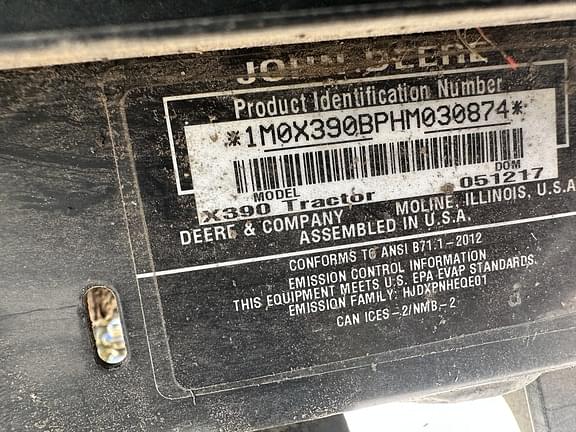 JOHN DEERE
Product Identification Number
*1M0X390BPHM030874*
DOM
MODEL
051217
X390 Tractor
DEERE & COMPANY MOLINE, ILLINOIS, U.S.A.
ASSEMBLED IN U.S.A.
CONFORMS TO ANSI B71.1-2012
EMISSION CONTROL INFORMATION
THIS EQUIPMENT MEETS U.S. EPA EVAP STANDARDS.
EMISSION FAMILY: HJDXPNHEQE01
CAN ICES-2/NMB-2